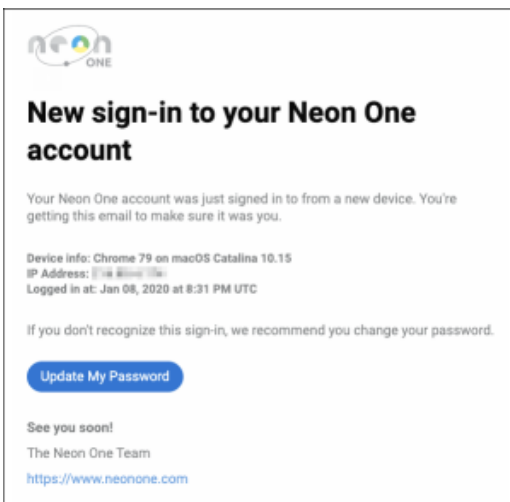 neon
ONE
New sign-in to your Neon One
account
Your Neon One account was just signed in to from a new device. You're
getting this email to make sure it was you.
Device info: Chrome 79 on macOS Catalina 10.15
IP Address:
Logged in at: Jan 08, 2020 at 8:31 PM UTC
If you don't recognize this sign-in, we recommend you change your password.
Update My Password
See you soon!
The Neon One Team
https://www.neonone.com